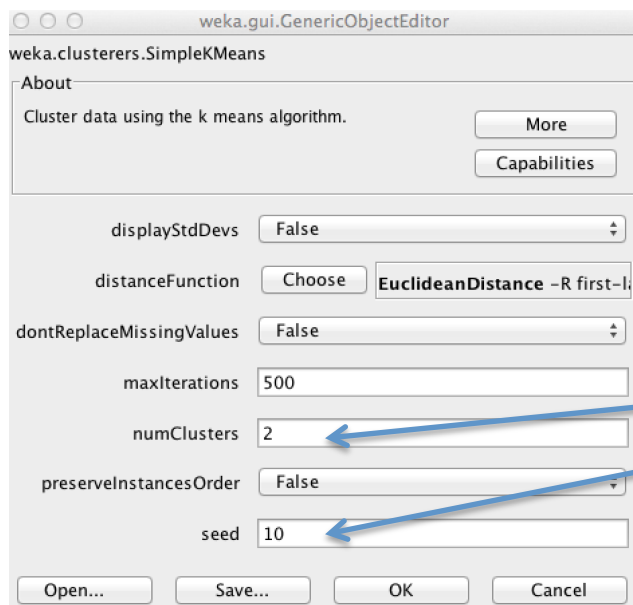 weka.gui.GenericObjectEditor
weka.clusterers.SimpleKMeans
About
Cluster data using the k means algorithm.
More
Capabilities
displayStdDevs False
distanceFunction Choose EuclideanDistance -R first-la
dontReplaceMissingValues False
maxIterations 500
numClusters 2
preserveInstancesOrder False
seed 10
Open... Save... OK Cancel